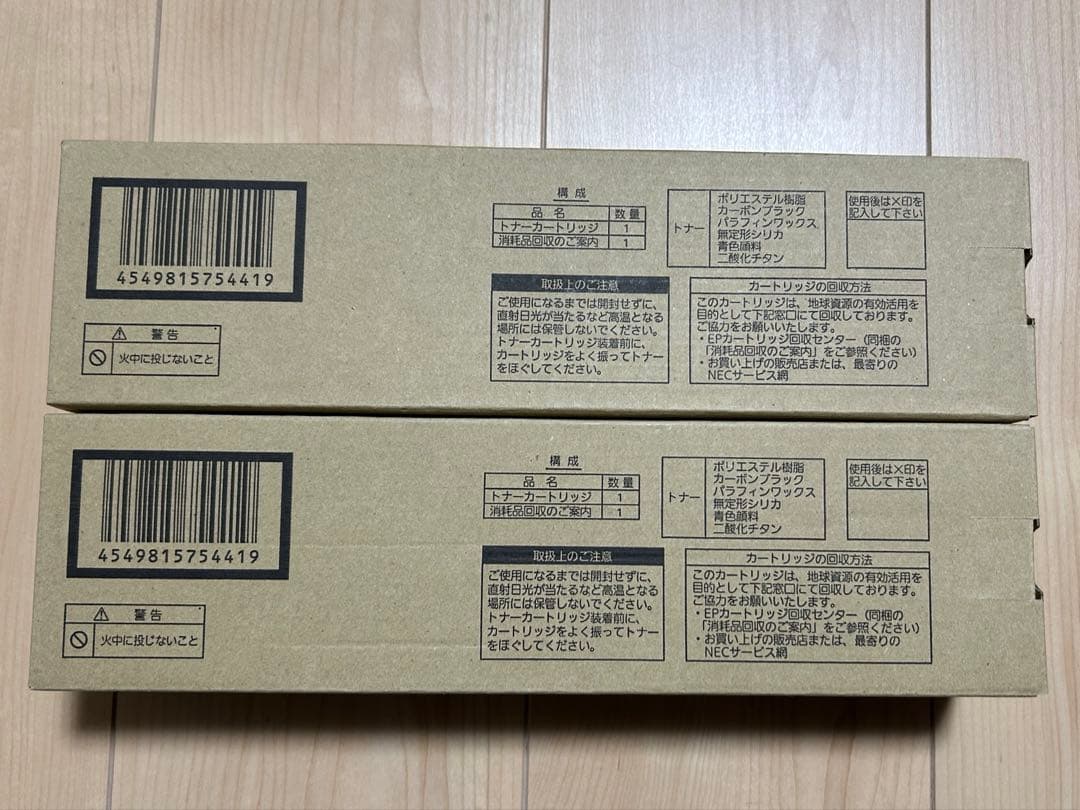 4549815754419
警告
火中に投じないこと
構成
品名 数量
トナーカートリッジ 1
消耗品回収のご案内 1
トナー
ポリエステル樹脂
カーボンブラック
パラフィンワックス
無定形シリカ
青色顔料
二酸化チタン
使用後は×印を
記入して下さい
取扱上のご注意
ご使用になるまでは開封せずに、
直射日光が当たるなど高温となる
場所には保管しないでください。
トナーカートリッジ装着前に、
カートリッジをよく振ってトナー
をほぐしてください。
カートリッジの回収方法
このカートリッジは、地球資源の有効活用を
目的として下記窓口にて回収しております。
ご協力をお願いいたします。
・EPカートリッジ回収センター（同梱の
「消耗品回収のご案内」をご参照ください）
・お買い上げの販売店または、最寄りの
NECサービス網
4549815754419
警告
火中に投じないこと
構成
品名 数量
トナーカートリッジ 1
消耗品回収のご案内 1
トナー
ポリエステル樹脂
カーボンブラック
パラフィンワックス
無定形シリカ
青色顔料
二酸化チタン
使用後は×印を
記入して下さい
取扱上のご注意
ご使用になるまでは開封せずに、
直射日光が当たるなど高温となる
場所には保管しないでください。
トナーカートリッジ装着前に、
カートリッジをよく振ってトナー
をほぐしてください。
カートリッジの回収方法
このカートリッジは、地球資源の有効活用を
目的として下記窓口にて回収しております。
ご協力をお願いいたします。
・EPカートリッジ回収センター（同梱の
「消耗品回収のご案内」をご参照ください）
・お買い上げの販売店または、最寄りの
NECサービス網